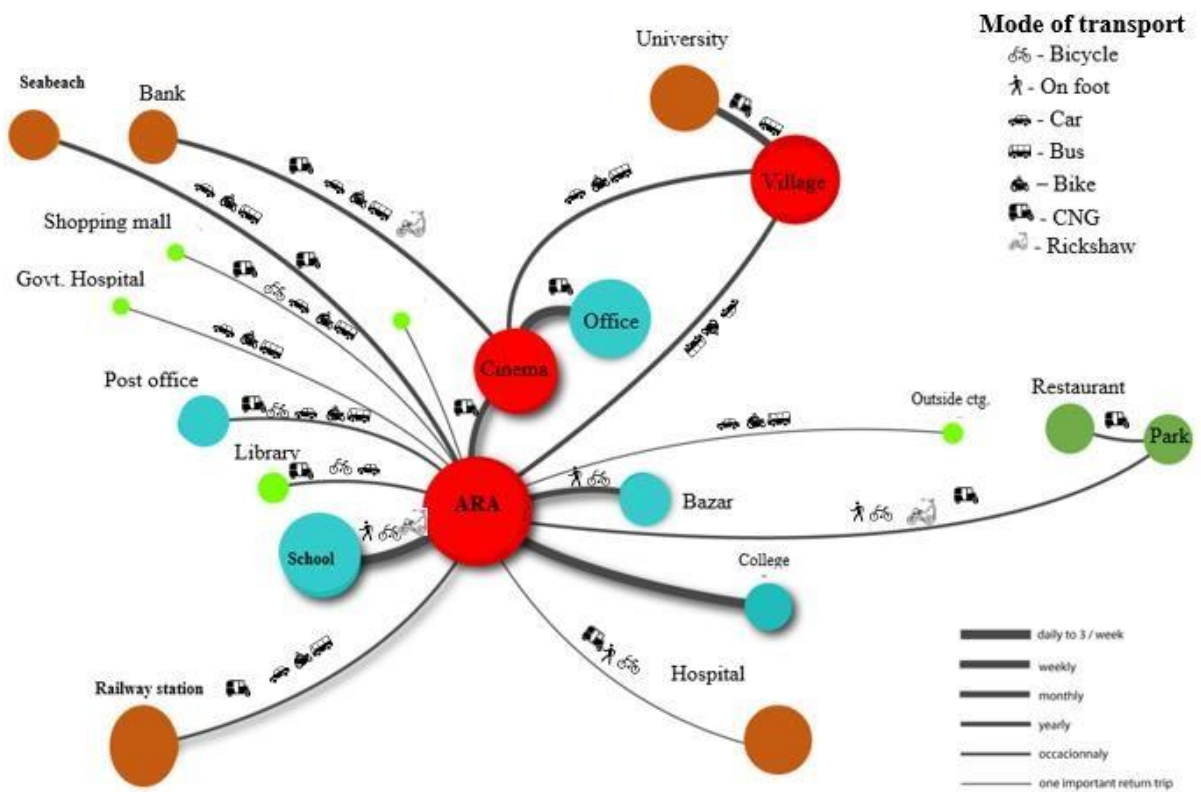 Mode of transport
- Bicycle
- On foot
- Car
- Bus
– Bike
- CNG
- Rickshaw
University
Seabeach
Bank
Village
Shopping mall
Govt. Hospital
Office
Cinema
Post office
Outside ctg.
Restaurant
Park
Library
ARA
Bazar
School
College
Hospital
Railway station
daily to 3 / week
weekly
monthly
yearly
occacionnaly
one important return trip